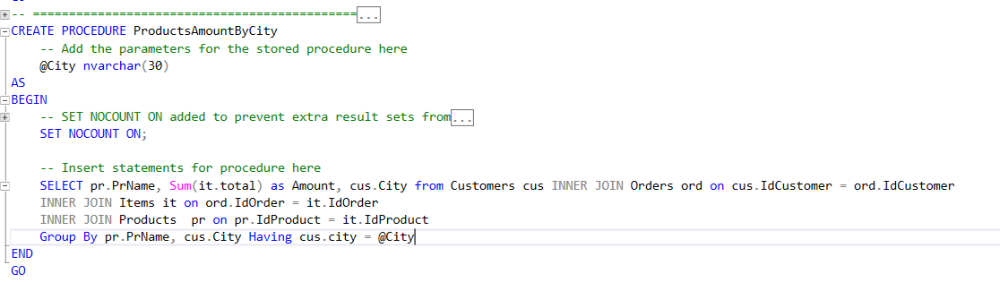 -- =============================================...
CREATE PROCEDURE ProductsAmountByCity
    -- Add the parameters for the stored procedure here
    @City nvarchar(30)
AS
BEGIN
    -- SET NOCOUNT ON added to prevent extra result sets from...
    SET NOCOUNT ON;

    -- Insert statements for procedure here
    SELECT pr.PrName, Sum(it.total) as Amount, cus.City from Customers cus INNER JOIN Orders ord on cus.IdCustomer = ord.IdCustomer
    INNER JOIN Items it on ord.IdOrder = it.IdOrder
    INNER JOIN Products  pr on pr.IdProduct = it.IdProduct
    Group By pr.PrName, cus.City Having cus.city = @City
END
GO